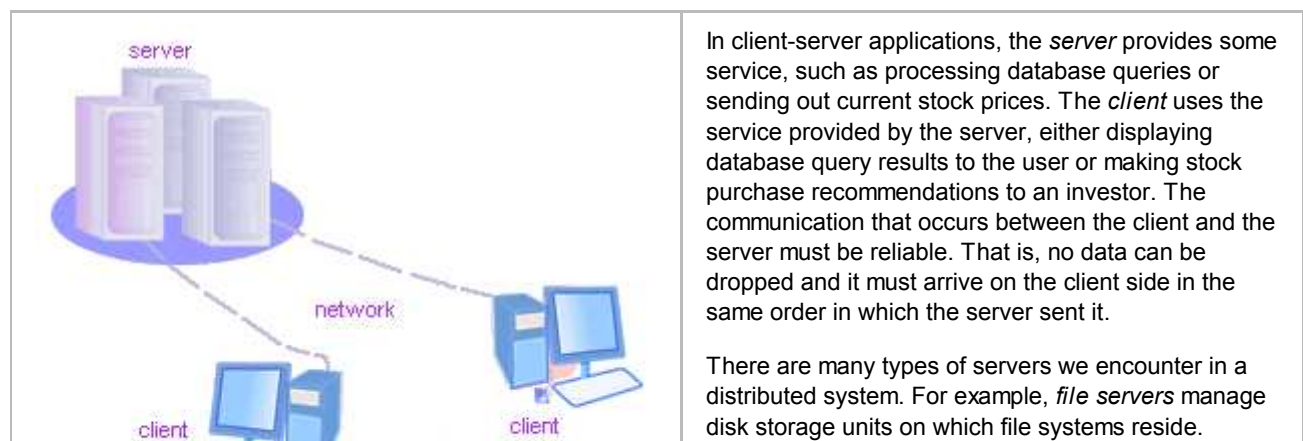 server
network
client
client
In client-server applications, the server provides some
service, such as processing database queries or
sending out current stock prices. The client uses the
service provided by the server, either displaying
database query results to the user or making stock
purchase recommendations to an investor. The
communication that occurs between the client and the
server must be reliable. That is, no data can be
dropped and it must arrive on the client side in the
same order in which the server sent it.
There are many types of servers we encounter in a
distributed system. For example, file servers manage
disk storage units on which file systems reside.